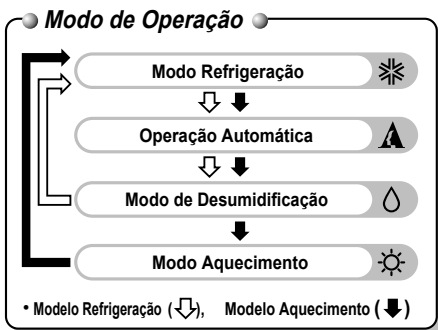 Modo de Operação
Modo Refrigeração
Operação Automática
Modo de Desumidificação
Modo Aquecimento
• Modelo Refrigeração ( ), Modelo Aquecimento ( )